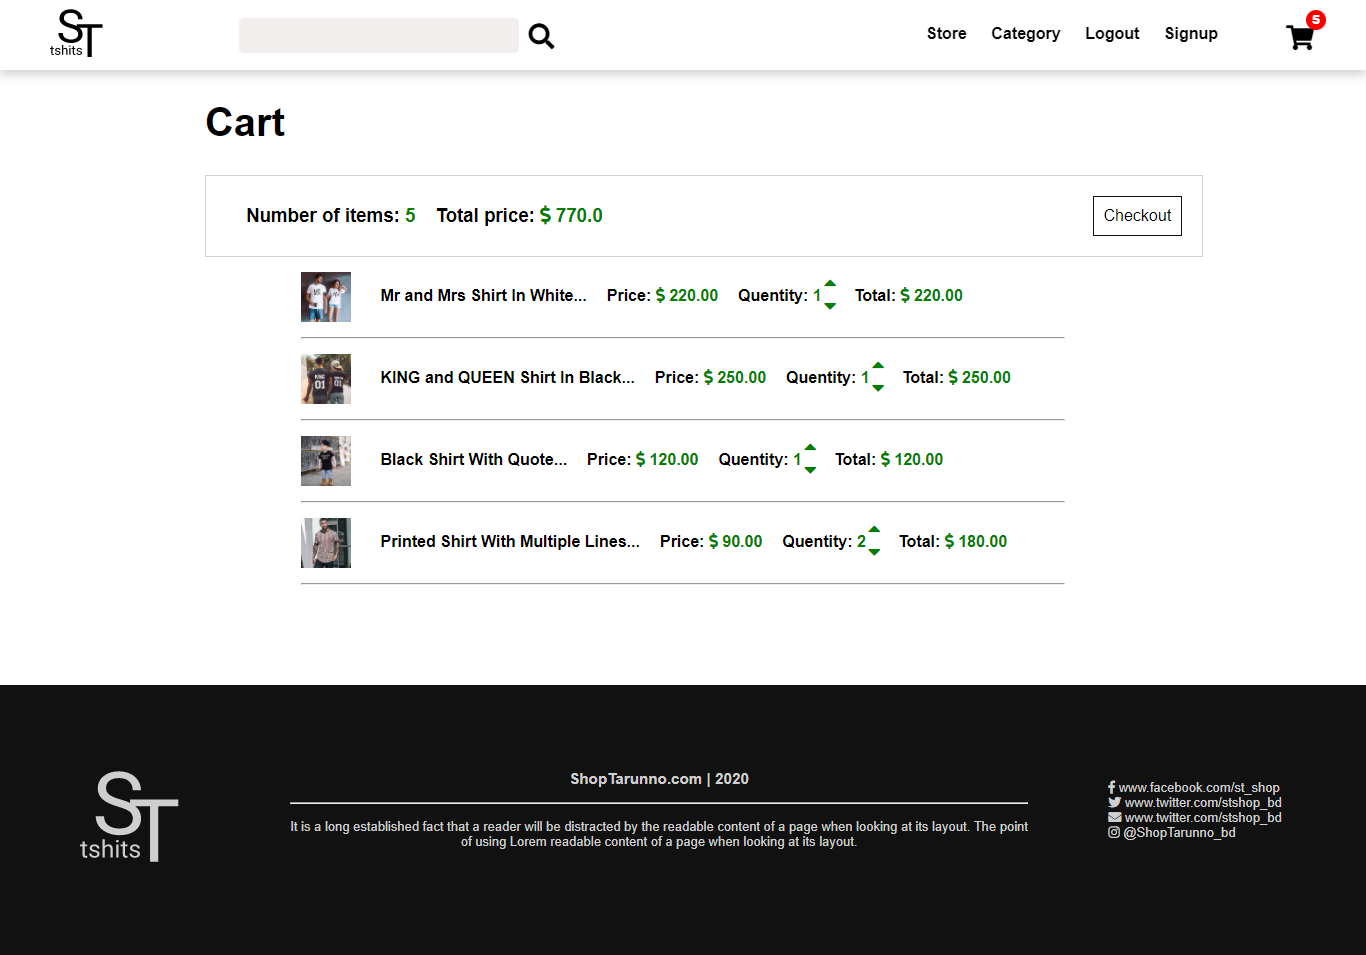 ST
tshits
Store Category Logout Signup
5
Cart
Number of items: 5 Total price: $ 770.0
Checkout
Mr and Mrs Shirt In White... Price: $ 220.00 Quentity: 1 Total: $ 220.00
KING and QUEEN Shirt In Black... Price: $ 250.00 Quentity: 1 Total: $ 250.00
KING
01
01
Black Shirt With Quote... Price: $ 120.00 Quentity: 1 Total: $ 120.00
Printed Shirt With Multiple Lines... Price: $ 90.00 Quentity: 2 Total: $ 180.00
ST
tshits
ShopTarunno.com | 2020
It is a long established fact that a reader will be distracted by the readable content of a page when looking at its layout. The point
of using Lorem readable content of a page when looking at its layout.
www.facebook.com/st_shop
www.twitter.com/stshop_bd
www.twitter.com/stshop_bd
@ShopTarunno_bd